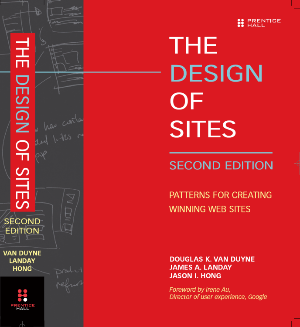 THE DESIGN OF SITES
SECOND
EDITION
VAN DUYNE
LANDAY
HONG
PRENTICE
HALL
PRENTICE
HALL
THE
DESIGN
OF
SITES
SECOND EDITION
PATTERNS FOR CREATING
WINNING WEB SITES
DOUGLAS K. VAN DUYNE
JAMES A. LANDAY
JASON I. HONG
Foreword by Irene Au,
Director of user experience, Google